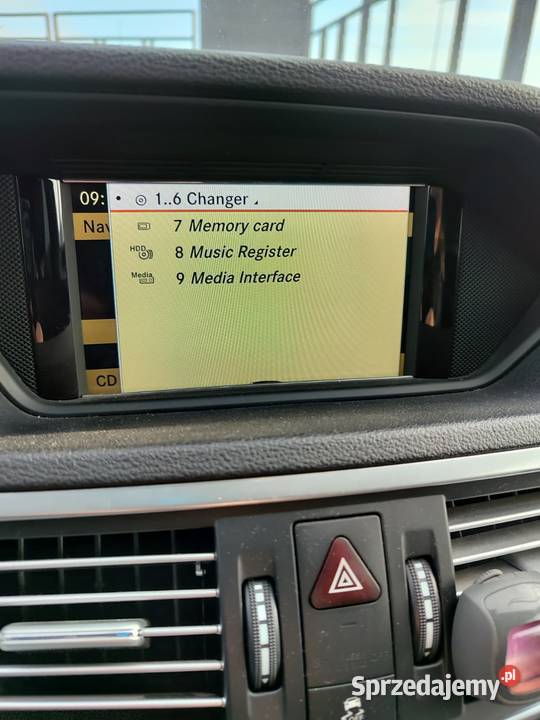 09:
• 1..6 Changer
Nav
7 Memory card
HDD
8 Music Register
Media
9 Media Interface
CD
Sprzedajemy.pl